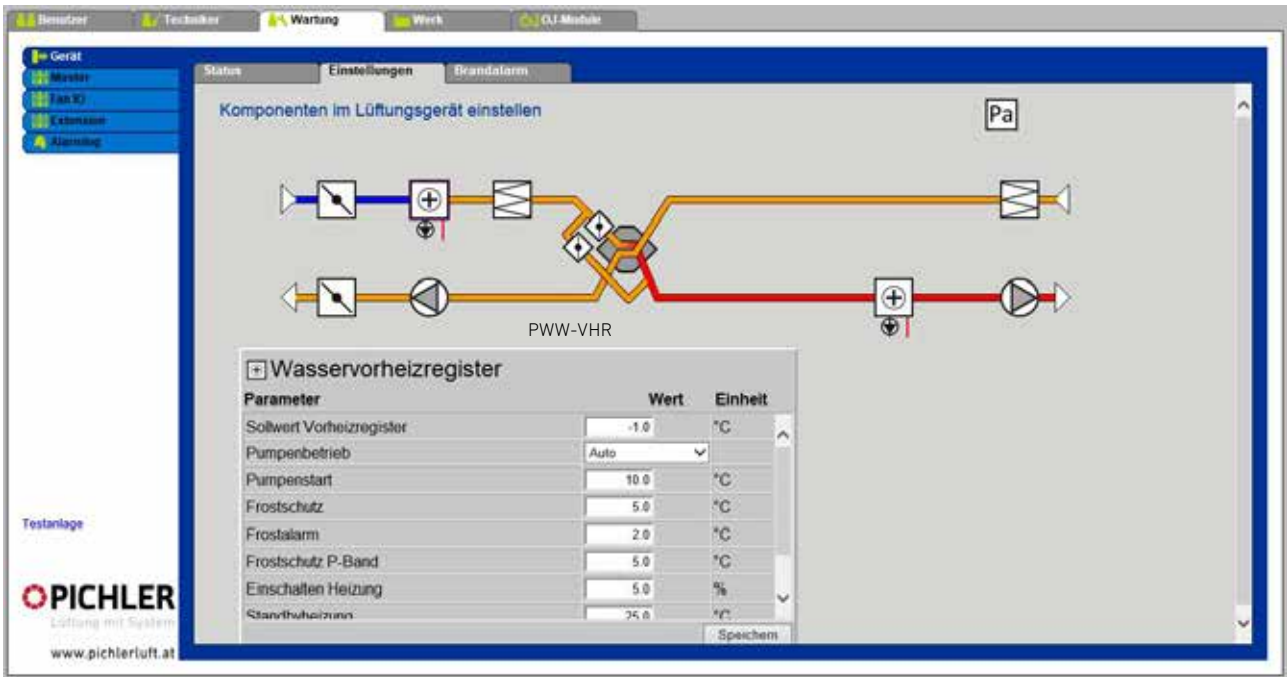 Benutzer Techniker Wartung Werk OJ-Module
Gerät
Master
Fan IO
Extension
Alarmlog
Status Einstellungen Brandalarm
Komponenten im Lüftungsgerät einstellen
Pa
PWW-VHR
Wasservorheizregister
Parameter Wert Einheit
Sollwert Vorheizregister -1.0 °C
Pumpenbetrieb Auto
Pumpenstart 10.0 °C
Frostschutz 5.0 °C
Frostalarm 2.0 °C
Frostschutz P-Band 5.0 °C
Einschalten Heizung 5.0 %
Standbyheizung 25.0 °C
Speichern
Testanlage
PICHLER
Lüftung mit System
www.pichlerluft.at